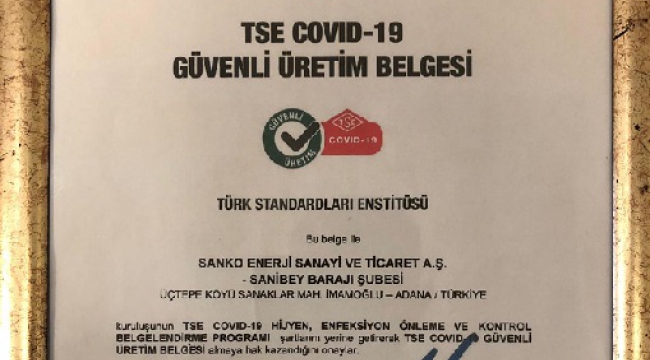 TSE COVID-19
GÜVENLİ ÜRETİM BELGESİ
GÜVENLİ
ÜRETİM
TSE
COVID-19
TÜRK STANDARDLARI ENSTİTÜSÜ
Bu belge ile
SANKO ENERJİ SANAYİ VE TİCARET A.Ş.
- SANİBEY BARAJI ŞUBESİ
ÜÇTEPE KÖYÜ SANAKLAR MAH. İMAMOĞLU – ADANA / TÜRKİYE
kuruluşunun TSE COVID-19 HİJYEN, ENFEKSİYON ÖNLEME VE KONTROL
BELGELENDİRME PROGRAMI şartlarını yerine getirerek TSE COVID-19 GÜVENLİ
ÜRETİM BELGESİ almaya hak kazandığını onaylar.